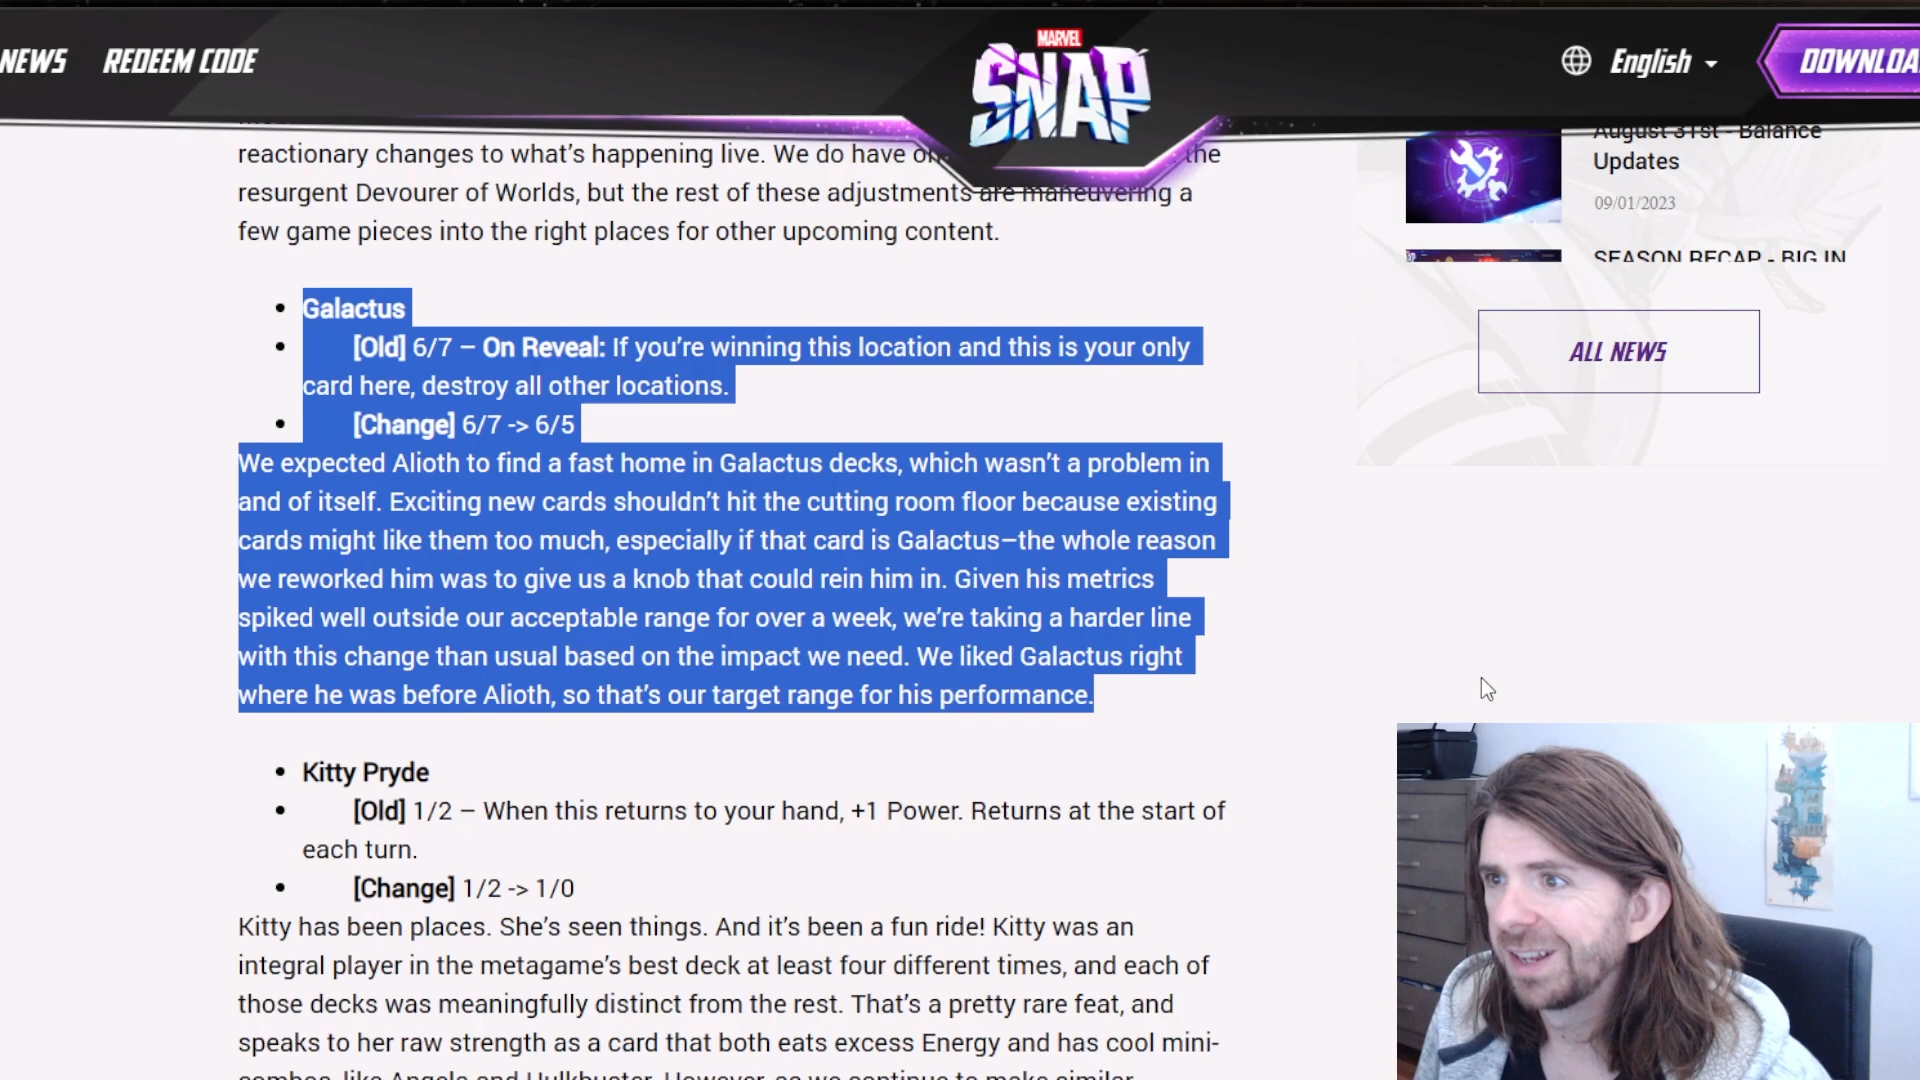 NEWS
REDEEM CODE
MARVEL
SNAP
English
DOWNLOA
reactionary changes to what's happening live. We do have on the
resurgent Devourer of Worlds, but the rest of these adjustments are maneuvering a
few game pieces into the right places for other upcoming content.
• Galactus
• [Old] 6/7 – On Reveal: If you're winning this location and this is your only
card here, destroy all other locations.
• [Change] 6/7 -> 6/5
We expected Alioth to find a fast home in Galactus decks, which wasn't a problem in
and of itself. Exciting new cards shouldn't hit the cutting room floor because existing
cards might like them too much, especially if that card is Galactus–the whole reason
we reworked him was to give us a knob that could rein him in. Given his metrics
spiked well outside our acceptable range for over a week, we're taking a harder line
with this change than usual based on the impact we need. We liked Galactus right
where he was before Alioth, so that's our target range for his performance.
• Kitty Pryde
• [Old] 1/2 – When this returns to your hand, +1 Power. Returns at the start of
each turn.
• [Change] 1/2 -> 1/0
Kitty has been places. She's seen things. And it's been a fun ride! Kitty was an
integral player in the metagame's best deck at least four different times, and each of
those decks was meaningfully distinct from the rest. That's a pretty rare feat, and
speaks to her raw strength as a card that both eats excess Energy and has cool mini-
combos, like Angela and Hulkbuster. However, as we continue to make similar
August 31st - Balance
Updates
09/01/2023
SEASON RECAP - BIG IN
ALL NEWS